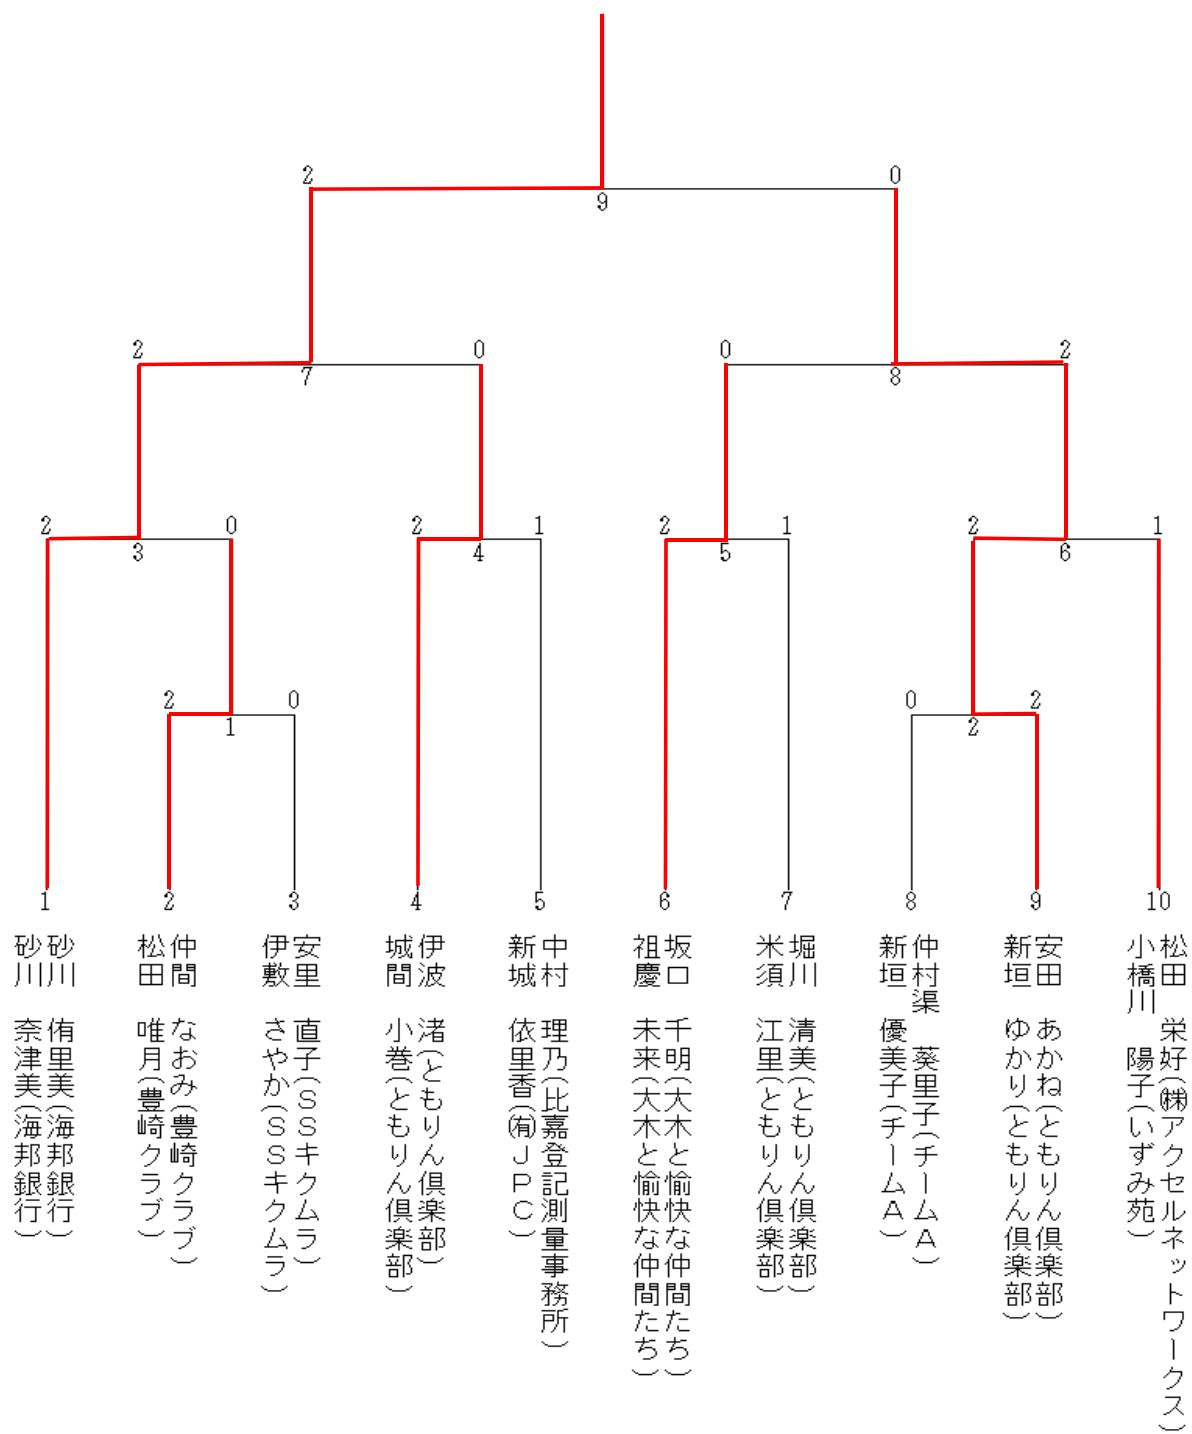 2
0
9
2
0
7
0
2
8
2
0
3
2
1
4
2
1
5
2
1
6
2
0
1
0
2
2
1
2
3
4
5
6
7
8
9
10
砂川 侑里美(海邦銀行)
砂川 奈津美(海邦銀行)
仲間 なおみ(豊崎クラブ)
松田 唯月(豊崎クラブ)
安里 直子(ＳＳキクムラ)
伊敷 さやか(ＳＳキクムラ)
伊波 渚(ともりん倶楽部)
城間 小巻(ともりん倶楽部)
中村 理乃(比嘉登記測量事務所)
新城 依里香(㈲ＪＰＣ)
坂口 千明(大木と愉快な仲間たち)
祖慶 未来(大木と愉快な仲間たち)
堀川 清美(ともりん倶楽部)
米須 江里(ともりん倶楽部)
仲村渠 葵里子(チームＡ)
新垣 優美子(チームＡ)
安田 あかね(ともりん倶楽部)
新垣 ゆかり(ともりん倶楽部)
松田 栄好(㈱アクセルネットワークス)
小橋川 陽子(いずみ苑)